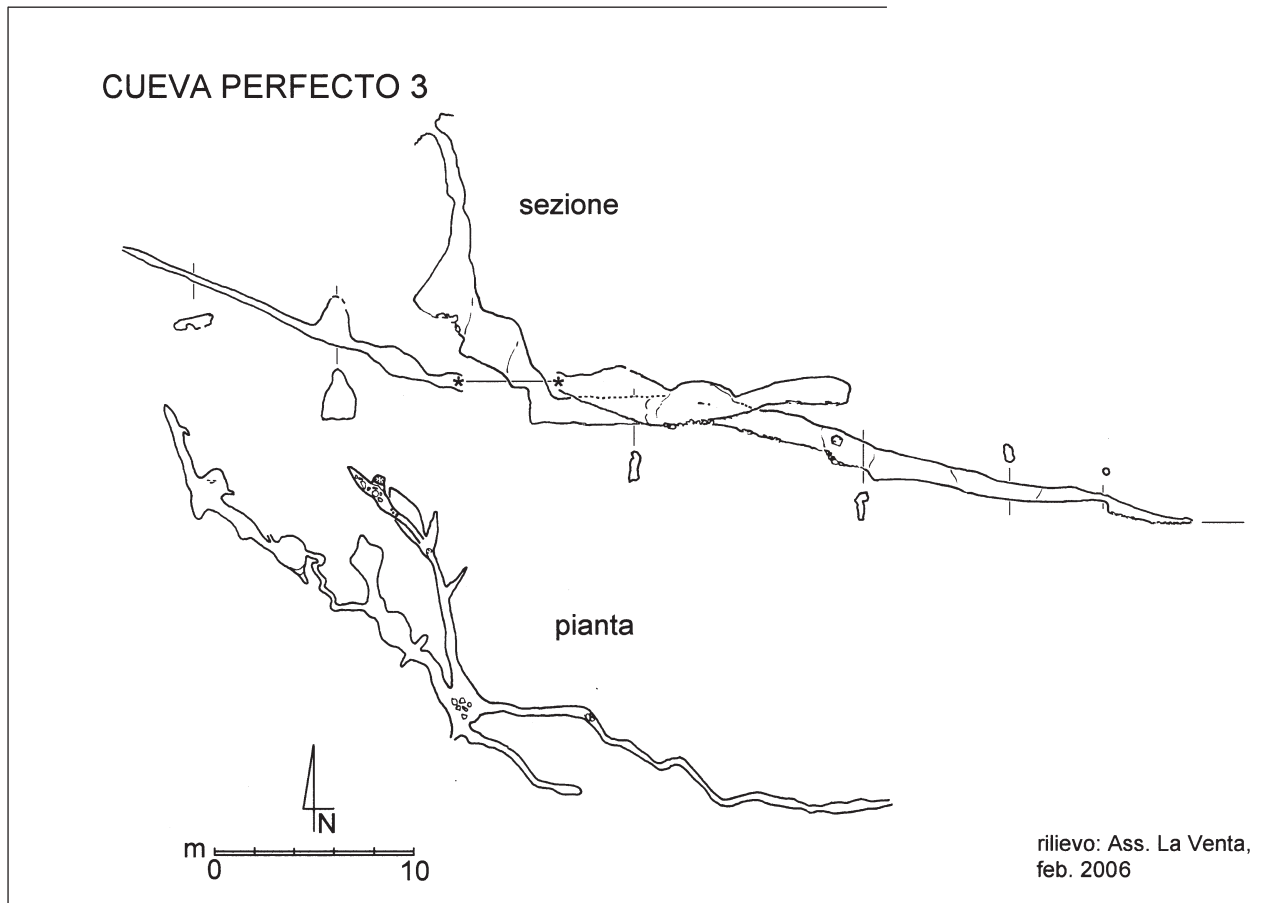 CUEVA PERFECTO 3
sezione
* *
pianta
N
m
0 10
rilievo: Ass. La Venta,
feb. 2006